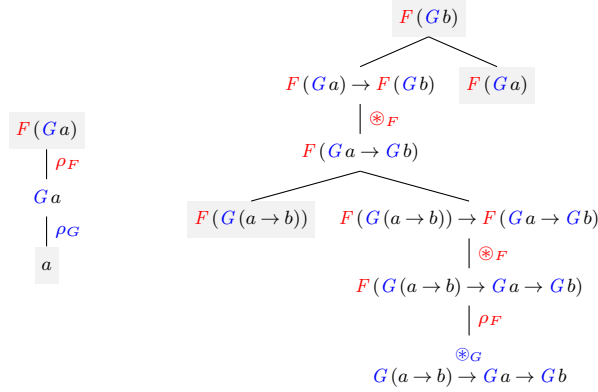 F (G a)
ρ_F
G a
ρ_G
a
F (G b)
F (G a) → F (G b)
F (G a)
⊛_F
F (G a → G b)
F (G (a → b))
F (G (a → b)) → F (G a → G b)
⊛_F
F (G (a → b) → G a → G b)
ρ_F
⊛_G
G (a → b) → G a → G b